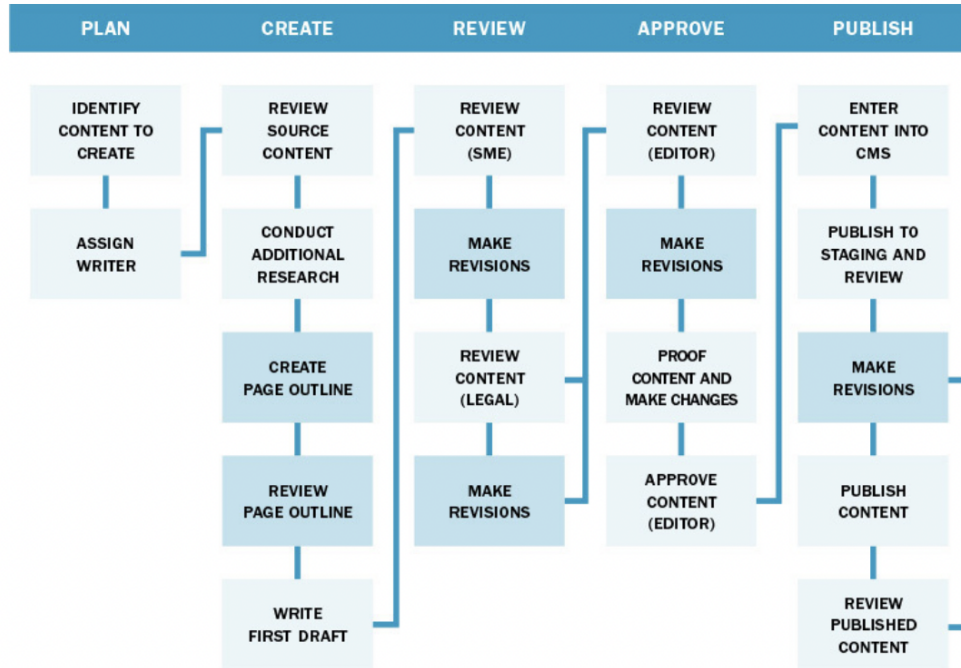 PLAN
CREATE
REVIEW
APPROVE
PUBLISH
IDENTIFY
CONTENT TO
CREATE
ASSIGN
WRITER
REVIEW
SOURCE
CONTENT
CONDUCT
ADDITIONAL
RESEARCH
CREATE
PAGE OUTLINE
REVIEW
PAGE OUTLINE
WRITE
FIRST DRAFT
REVIEW
CONTENT
(SME)
MAKE
REVISIONS
REVIEW
CONTENT
(LEGAL)
MAKE
REVISIONS
REVIEW
CONTENT
(EDITOR)
MAKE
REVISIONS
PROOF
CONTENT AND
MAKE CHANGES
APPROVE
CONTENT
(EDITOR)
ENTER
CONTENT INTO
CMS
PUBLISH TO
STAGING AND
REVIEW
MAKE
REVISIONS
PUBLISH
CONTENT
REVIEW
PUBLISHED
CONTENT